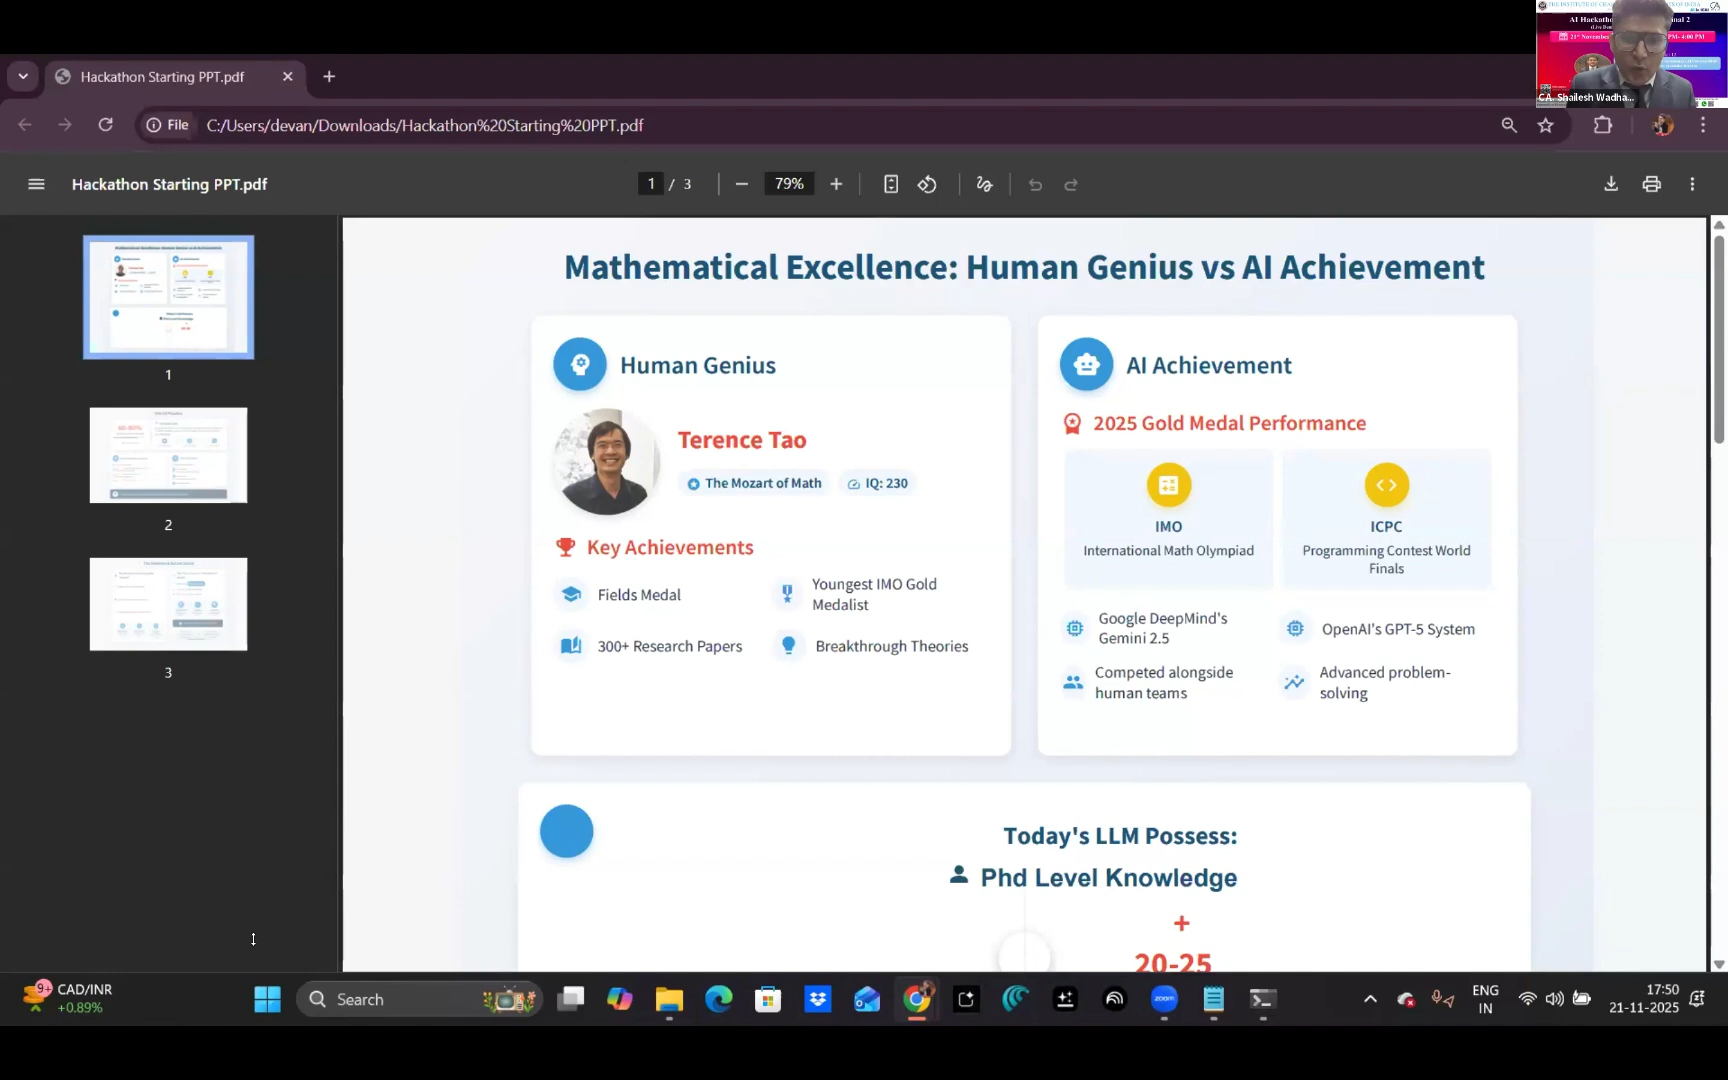 Hackathon Starting PPT.pdf
File
C:/Users/devan/Downloads/Hackathon%20Starting%20PPT.pdf
Hackathon Starting PPT.pdf
1 / 3
79%
1
2
3
Mathematical Excellence: Human Genius vs AI Achievement
Human Genius
Terence Tao
The Mozart of Math
IQ: 230
Key Achievements
Fields Medal
Youngest IMO Gold
Medalist
300+ Research Papers
Breakthrough Theories
AI Achievement
2025 Gold Medal Performance
IMO
International Math Olympiad
ICPC
Programming Contest World
Finals
Google DeepMind's
Gemini 2.5
OpenAI's GPT-5 System
Competed alongside
human teams
Advanced problem-
solving
Today's LLM Possess:
Phd Level Knowledge
+
20-25
CA. Shailesh Wadha...
9+
CAD/INR
+0.89%
Search
zoom
ENG
IN
17:50
21-11-2025